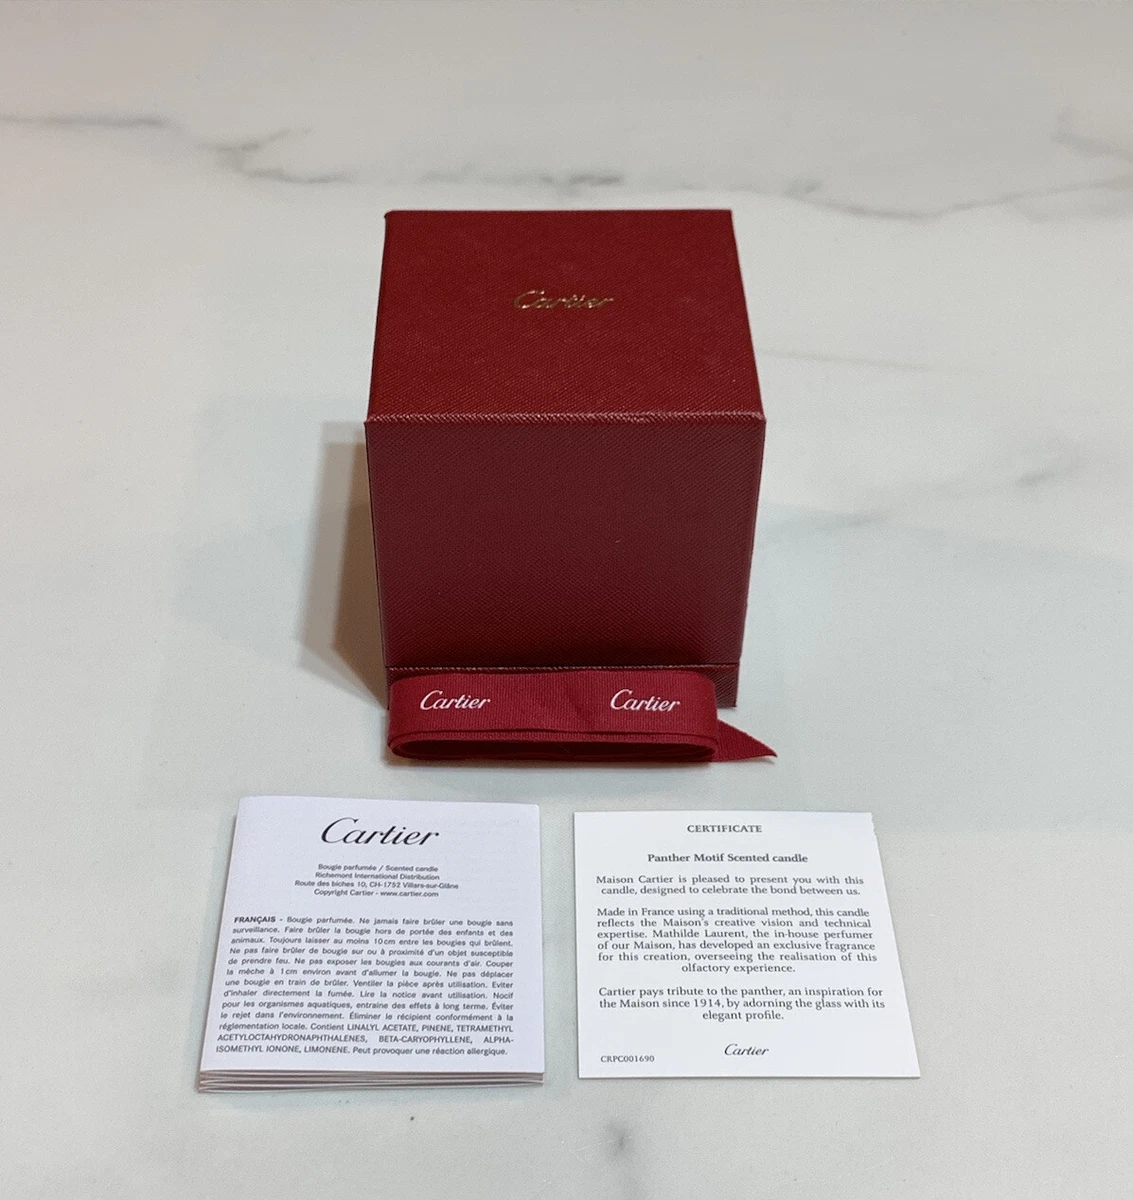 Cartier
Cartier Cartier
Cartier
Bougie parfumée / Scented candle
Richemont International Distribution
Route des biches 10, CH-1752 Villars-sur-Glâne
Copyright Cartier - www.cartier.com
FRANÇAIS - Bougie parfumée. Ne jamais faire brûler une bougie sans
surveillance. Faire brûler la bougie hors de portée des enfants et des
animaux. Toujours laisser au moins 10 cm entre les bougies qui brûlent.
Ne pas faire brûler de bougie sur ou à proximité d'un objet susceptible
de prendre feu. Ne pas exposer les bougies aux courants d'air. Couper
la mèche à 1 cm environ avant d'allumer la bougie. Ne pas déplacer
une bougie en train de brûler. Ventiler la pièce après utilisation. Eviter
d'inhaler directement la fumée. Lire la notice avant utilisation. Nocif
pour les organismes aquatiques, entraine des effets à long terme. Éviter
le rejet dans l'environnement. Éliminer le récipient conformément à la
réglementation locale. Contient LINALYL ACETATE, PINENE, TETRAMETHYL
ACETYLOCTAHYDRONAPHTHALENES, BETA-CARYOPHYLLENE, ALPHA-
ISOMETHYL IONONE, LIMONENE. Peut provoquer une réaction allergique.
CERTIFICATE
Panther Motif Scented candle
Maison Cartier is pleased to present you with this
candle, designed to celebrate the bond between us.
Made in France using a traditional method, this candle
reflects the Maison's creative vision and technical
expertise. Mathilde Laurent, the in-house perfumer
of our Maison, has developed an exclusive fragrance
for this creation, overseeing the realisation of this
olfactory experience.
Cartier pays tribute to the panther, an inspiration for
the Maison since 1914, by adorning the glass with its
elegant profile.
CRPC001690 Cartier